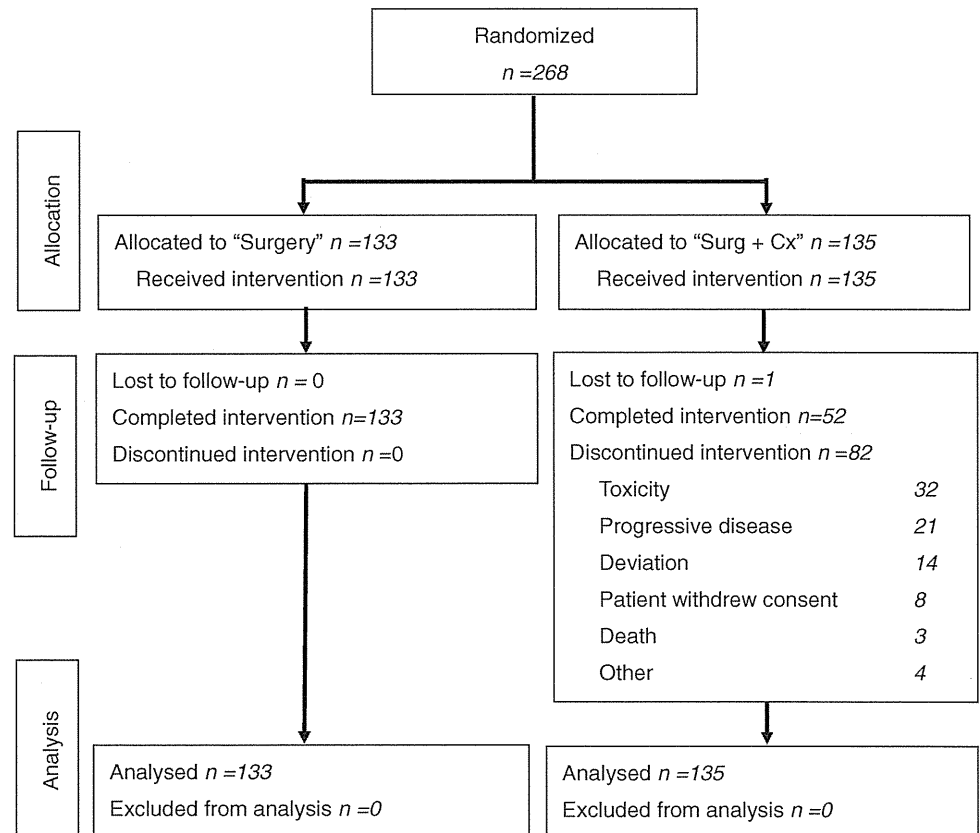 Randomized
n =268
Allocation
Allocated to “Surgery” n =133
Received intervention n =133
Allocated to “Surg + Cx” n =135
Received intervention n =135
Follow-up
Lost to follow-up n = 0
Completed intervention n=133
Discontinued intervention n =0
Lost to follow-up n =1
Completed intervention n=52
Discontinued intervention n =82
Toxicity 32
Progressive disease 21
Deviation 14
Patient withdrew consent 8
Death 3
Other 4
Analysis
Analysed n =133
Excluded from analysis n =0
Analysed n =135
Excluded from analysis n =0